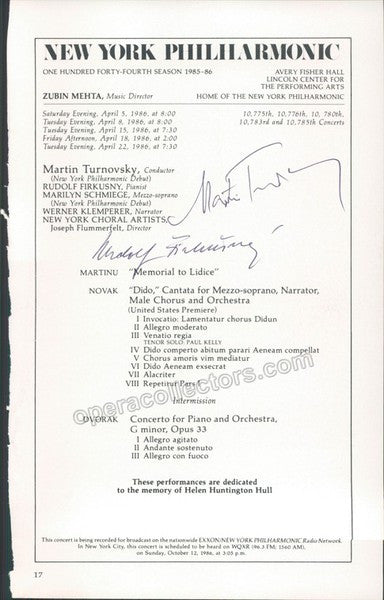 NEW YORK PHILHARMONIC
ONE HUNDRED FORTY-FOURTH SEASON 1985-86
AVERY FISHER HALL
LINCOLN CENTER FOR
THE PERFORMING ARTS
ZUBIN MEHTA, Music Director
HOME OF THE NEW YORK PHILHARMONIC
Saturday Evening, April 5, 1986, at 8:00
10,775th, 10,776th, 10,780th,
Tuesday Evening, April 8, 1986, at 8:00
10,783rd and 10,785th Concerts
Tuesday Evening, April 15, 1986, at 7:30
Friday Afternoon, April 18, 1986, at 2:00
Tuesday Evening, April 22, 1986, at 7:30
Martin Turnovsky, Conductor
(New York Philharmonic Debut)
RUDOLF FIRKUSNY, Pianist
MARILYN SCHMIEGE, Mezzo-soprano
(New York Philharmonic Debut)
WERNER KLEMPERER, Narrator
NEW YORK CHORAL ARTISTS,
Joseph Flummerfelt, Director
Martin Turnovsky
Rudolf Firkušný
MARTINU "Memorial to Lidice"
NOVAK "Dido," Cantata for Mezzo-soprano, Narrator,
Male Chorus and Orchestra
(United States Premiere)
I Invocatio: Lamentatur chorus Didun
II Allegro moderato
III Venatio regia
TENOR SOLO: PAUL KELLY
IV Dido comperto abitum parari Aeneam compellat
V Chorus amoris vim mediatur
VI Dido Aeneam exsecrat
VII Alacriter
VIII Repetitur Pars I
operacollectors.com
Intermission
DVORAK Concerto for Piano and Orchestra,
G minor, Opus 33
I Allegro agitato
II Andante sostenuto
III Allegro con fuoco
These performances are dedicated
to the memory of Helen Huntington Hull
This concert is being recorded for broadcast on the nationwide EXXON/NEW YORK PHILHARMONIC Radio Network.
In New York City, this concert is scheduled to be heard on WQXR (96.3 FM; 1560 AM),
on Sunday, October 12, 1986, at 3:05 p.m.
17